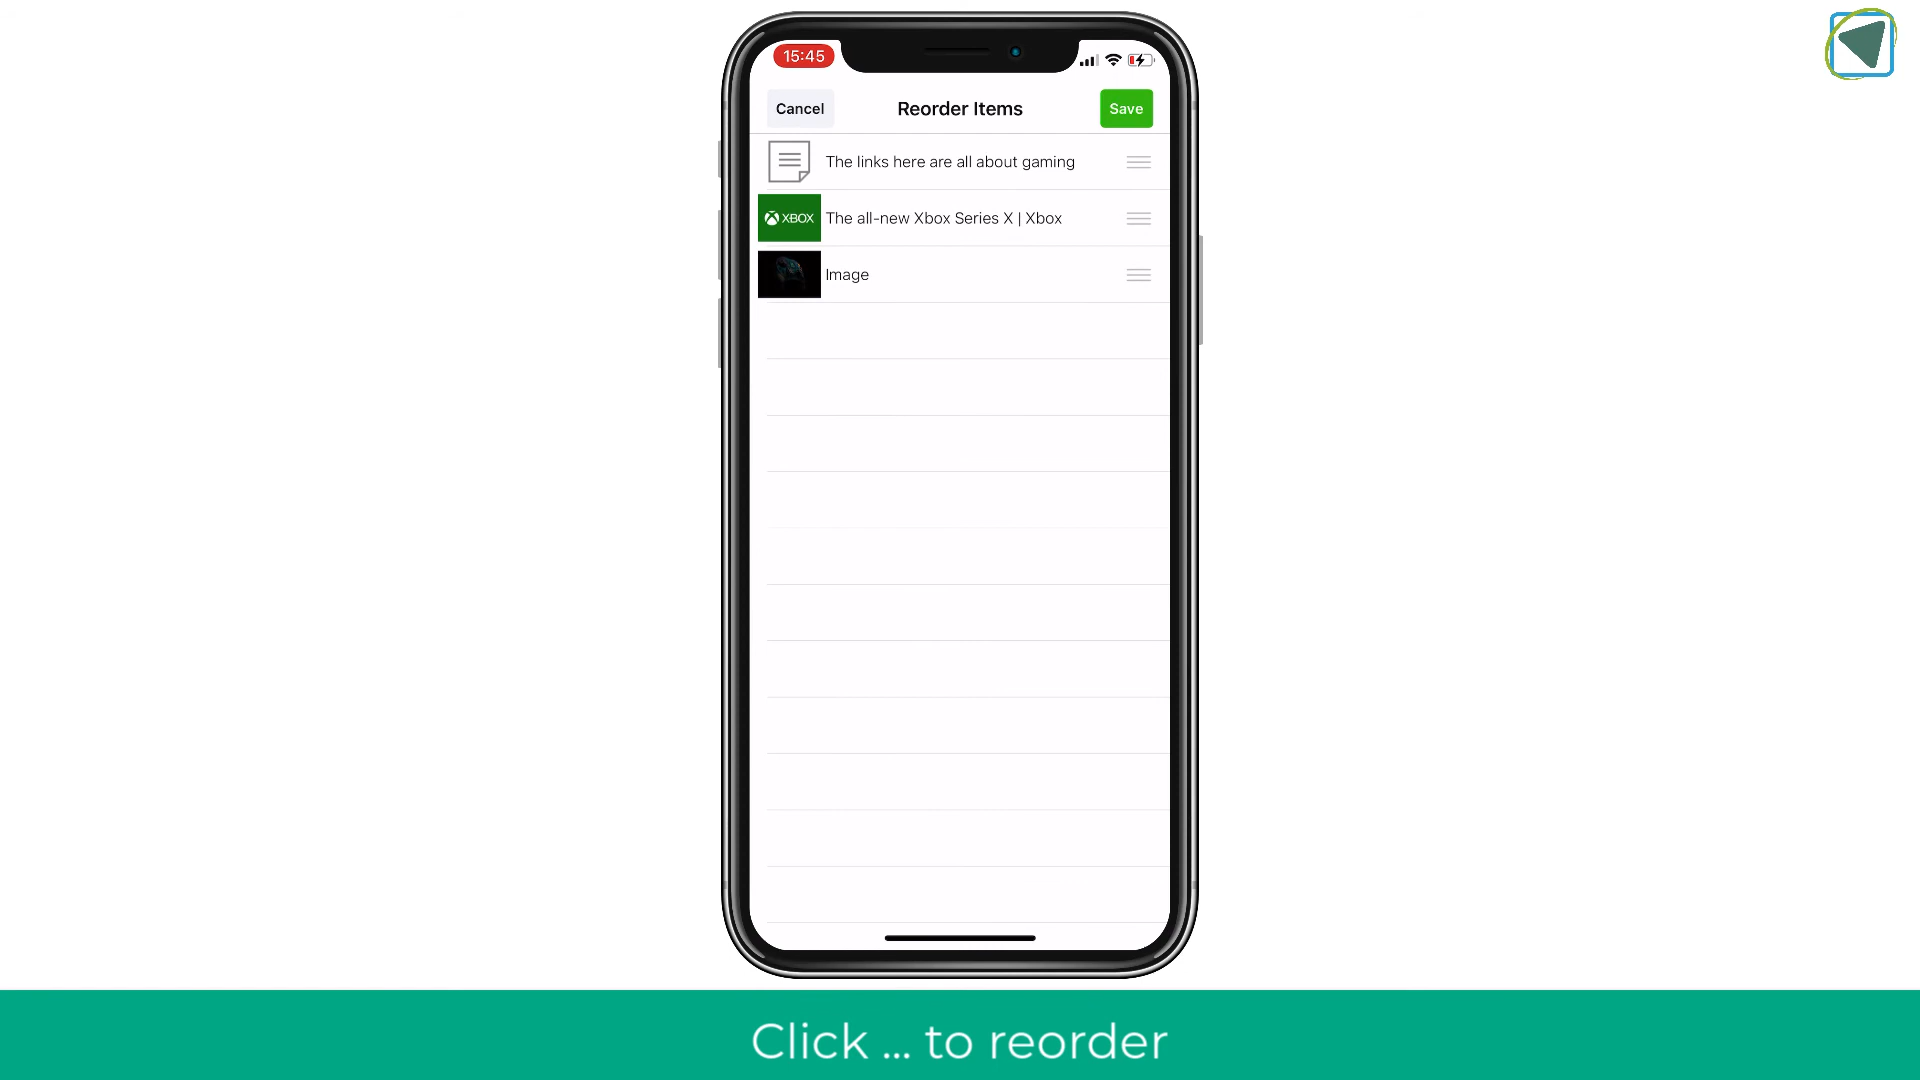 15:45
Cancel
Reorder Items
Save
The links here are all about gaming
XBOX
The all-new Xbox Series X | Xbox
Image
Click ... to reorder